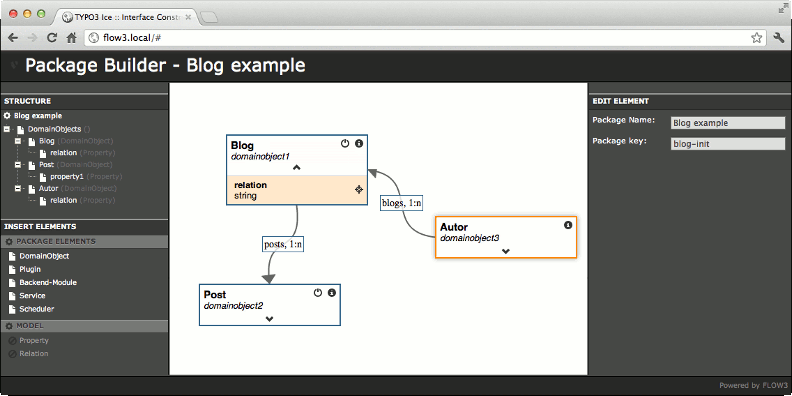 TYPO3 Ice :: Interface Const
flow3.local/#
Package Builder - Blog example
STRUCTURE
Blog example
DomainObjects []
Blog (DomainObject)
relation (Property)
Post (DomainObject)
property1 (Property)
Autor (DomainObject)
relation (Property)
INSERT ELEMENTS
PACKAGE ELEMENTS
DomainObject
Plugin
Backend-Module
Service
Scheduler
MODEL
Property
Relation
Blog
domainobject1
relation
string
blogs, 1:n
Autor
domainobject3
posts, 1:n
Post
domainobject2
EDIT ELEMENT
Package Name: Blog example
Package key: blog-init
Powered by FLOW3